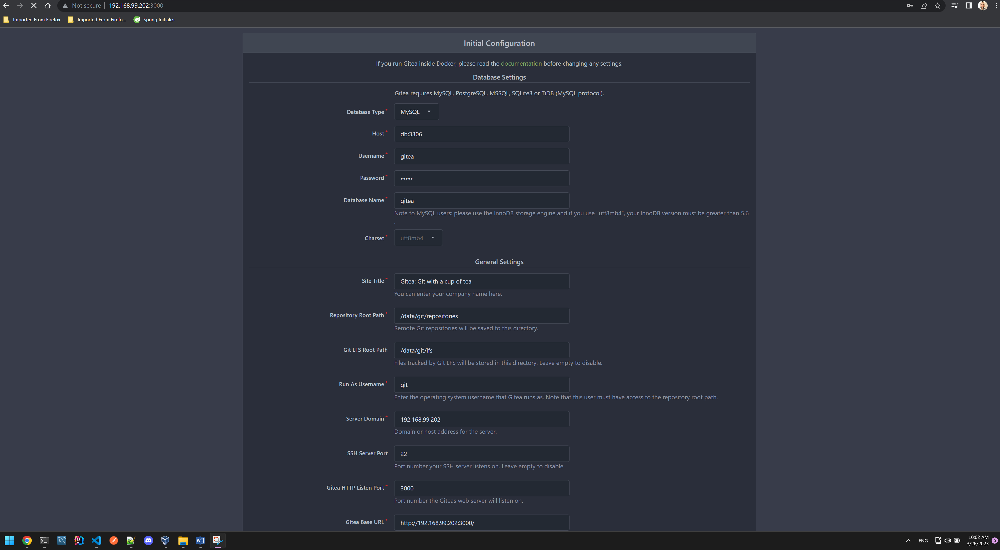 Not secure | 192.168.99.202:3000
Imported From Firefox Imported From Firefo... Spring Initializr
Initial Configuration
If you run Gitea inside Docker, please read the documentation before changing any settings.
Database Settings
Gitea requires MySQL, PostgreSQL, MSSQL, SQLite3 or TiDB (MySQL protocol).
Database Type * MySQL
Host * db:3306
Username * gitea
Password * •••••
Database Name * gitea
Note to MySQL users: please use the InnoDB storage engine and if you use "utf8mb4", your InnoDB version must be greater than 5.6
.
Charset * utf8mb4
General Settings
Site Title * Gitea: Git with a cup of tea
You can enter your company name here.
Repository Root Path * /data/git/repositories
Remote Git repositories will be saved to this directory.
Git LFS Root Path /data/git/lfs
Files tracked by Git LFS will be stored in this directory. Leave empty to disable.
Run As Username * git
Enter the operating system username that Gitea runs as. Note that this user must have access to the repository root path.
Server Domain * 192.168.99.202
Domain or host address for the server.
SSH Server Port 22
Port number your SSH server listens on. Leave empty to disable.
Gitea HTTP Listen Port * 3000
Port number the Giteas web server will listen on.
Gitea Base URL * http://192.168.99.202:3000/
ENG 10:02 AM
3/26/2023 5